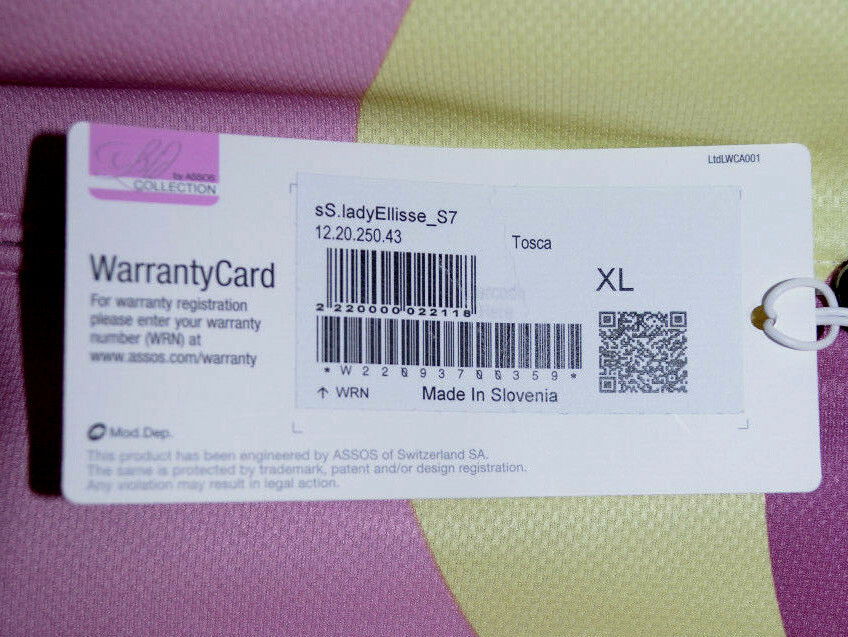 LtdLWCA001
by ASSOS
COLLECTION
sS.ladyEllisse_S7
12.20.250.43
Tosca
XL
WarrantyCard
For warranty registration
please enter your warranty
number (WRN) at
www.assos.com/warranty
2 220000 022118
*W22093700359*
↑ WRN
Made In Slovenia
Mod.Dep.
This product has been engineered by ASSOS of Switzerland SA.
The same is protected by trademark, patent and/or design registration.
Any violation may result in legal action.